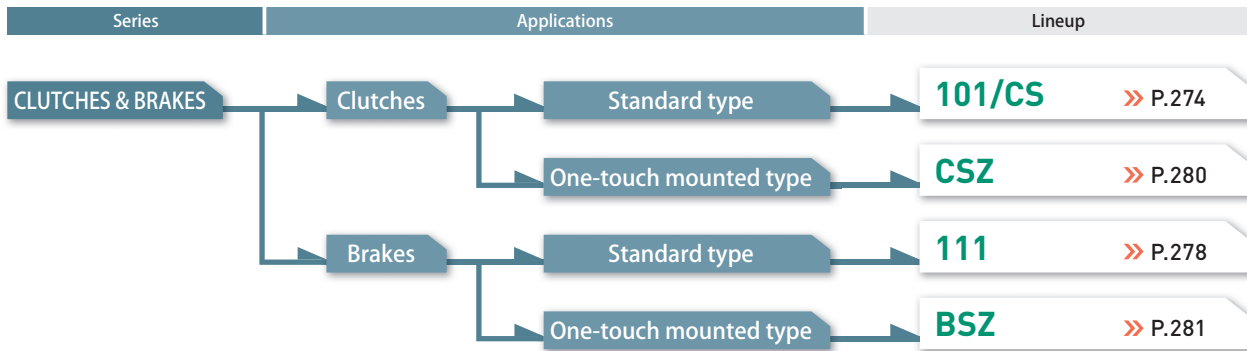 Series Applications Lineup
CLUTCHES & BRAKES Clutches Standard type 101/CS » P.274
One-touch mounted type CSZ » P.280
Brakes Standard type 111 » P.278
One-touch mounted type BSZ » P.281